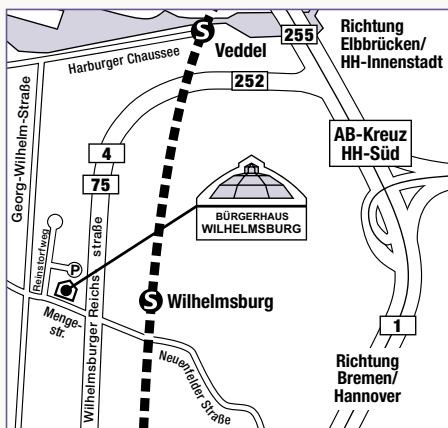 S
Veddel
255
Richtung
Elbbrücken/
HH-Innenstadt
Harburger Chaussee
252
Georg-Wilhelm-Straße
4
75
AB-Kreuz
HH-Süd
BÜRGERHAUS
WILHELMSBURG
Reinstorfweg
P
Wilhelmsburger Reichsstraße
S Wilhelmsburg
Menge-
str.
1
Neuenfelder Straße
Richtung
Bremen/
Hannover